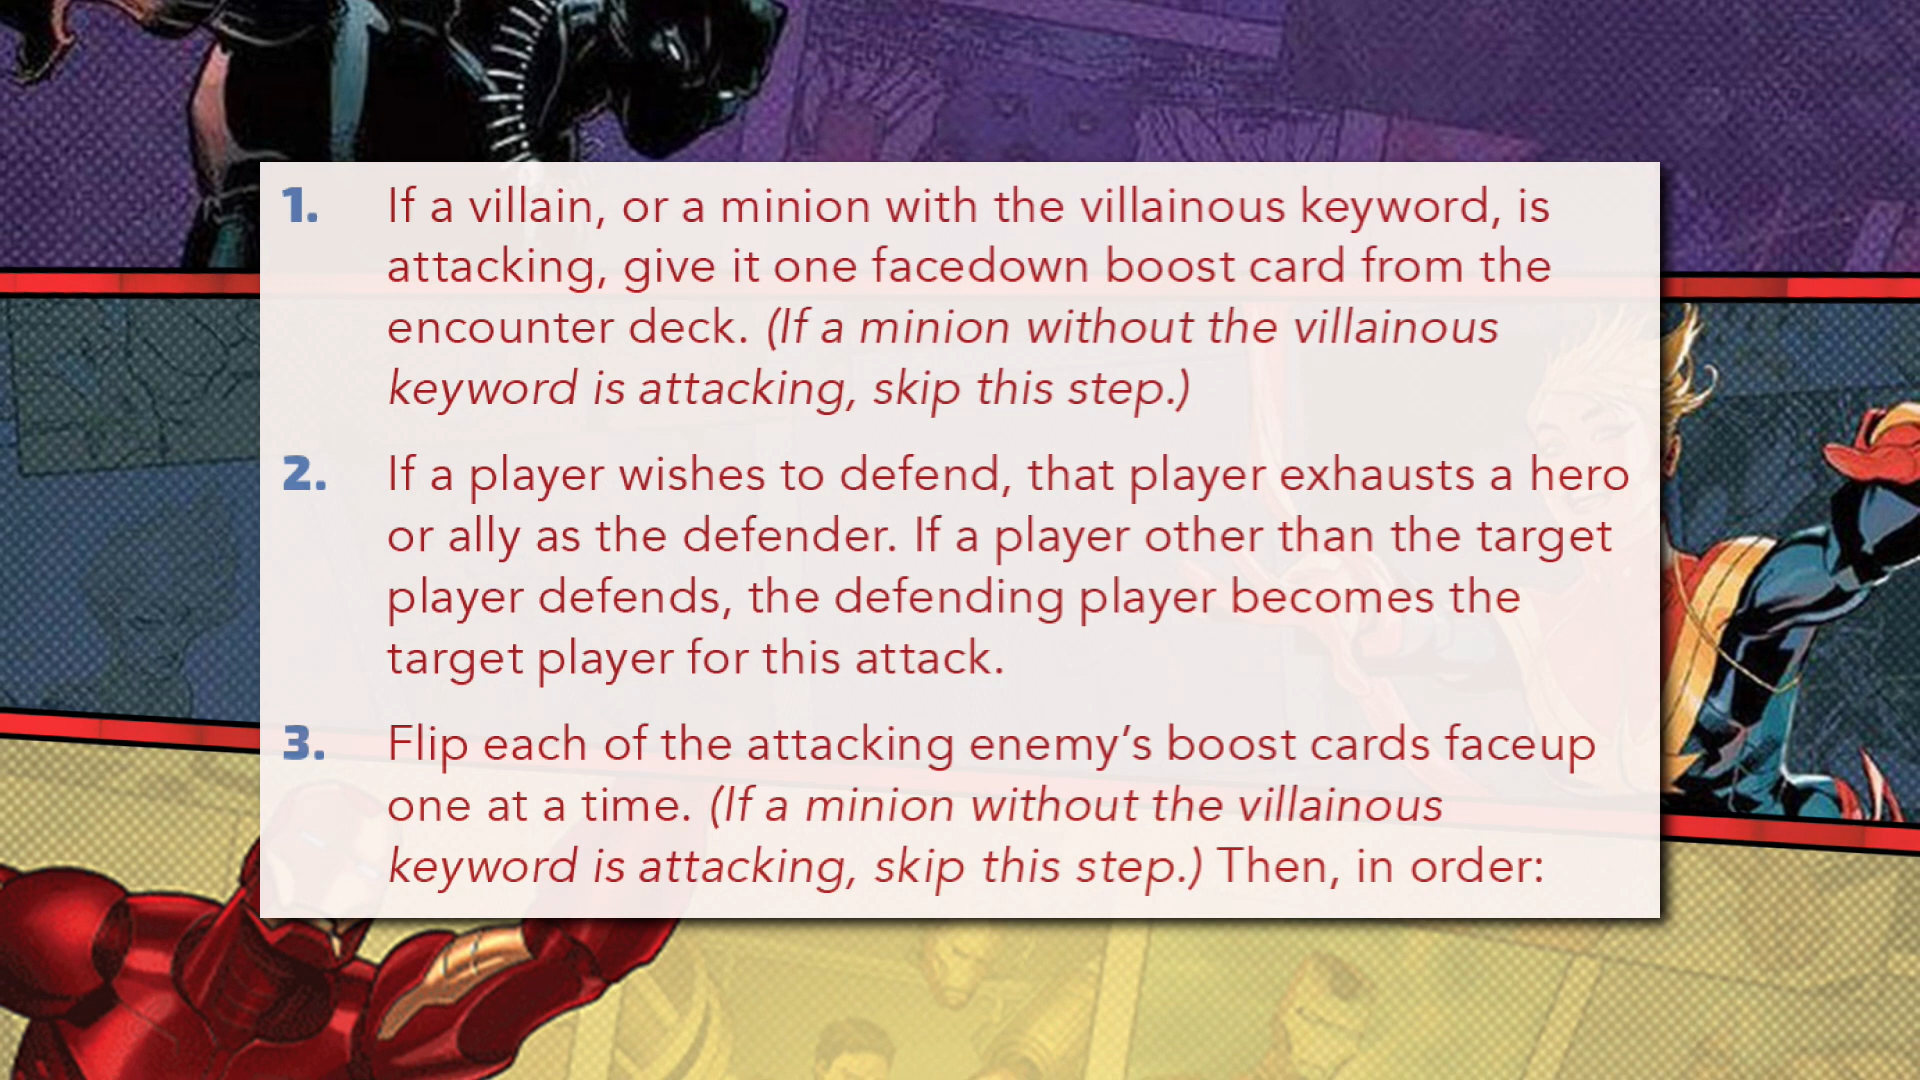 1. If a villain, or a minion with the villainous keyword, is
attacking, give it one facedown boost card from the
encounter deck. (If a minion without the villainous
keyword is attacking, skip this step.)
2. If a player wishes to defend, that player exhausts a hero
or ally as the defender. If a player other than the target
player defends, the defending player becomes the
target player for this attack.
3. Flip each of the attacking enemy’s boost cards faceup
one at a time. (If a minion without the villainous
keyword is attacking, skip this step.) Then, in order: